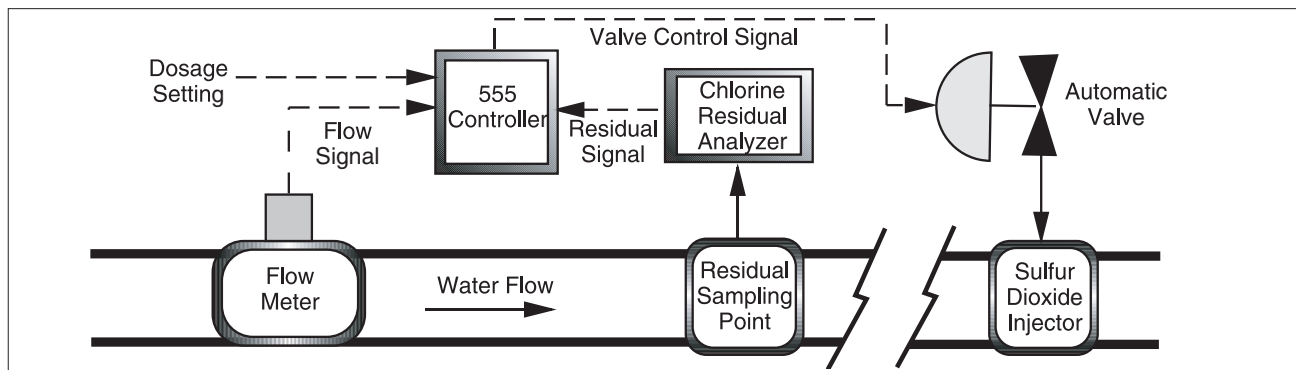 Valve Control Signal
Dosage
Setting
555
Controller
Chlorine
Residual
Analyzer
Automatic
Valve
Flow
Signal
Residual
Signal
Flow
Meter
Water Flow
Residual
Sampling
Point
Sulfur
Dioxide
Injector